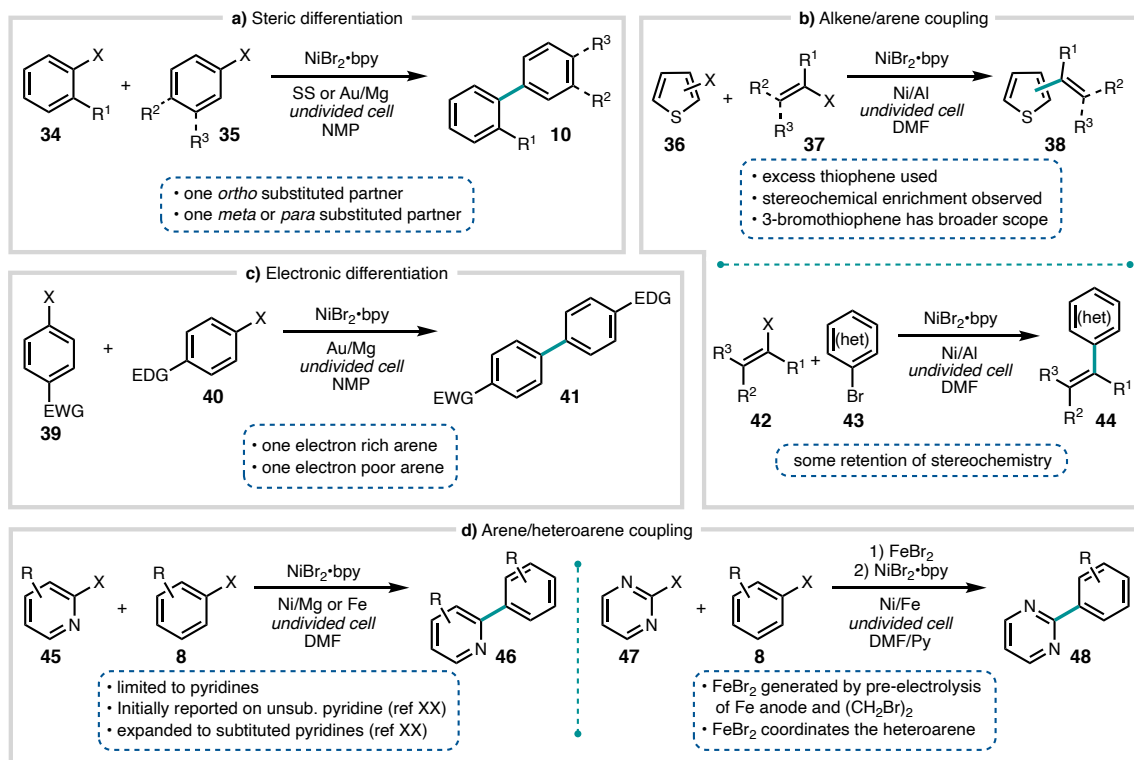 a) Steric differentiation
X
R¹
34
+
X
R²
R³
35
NiBr₂•bpy
SS or Au/Mg
undivided cell
NMP
R³
R²
R¹
10
• one ortho substituted partner
• one meta or para substituted partner
b) Alkene/arene coupling
X
S
36
+
R¹
R²
X
R³
37
NiBr₂•bpy
Ni/Al
undivided cell
DMF
R¹
R²
S
R³
38
• excess thiophene used
• stereochemical enrichment observed
• 3-bromothiophene has broader scope
X
R³
R¹
R²
42
+
(het)
Br
43
NiBr₂•bpy
Ni/Al
undivided cell
DMF
(het)
R³
R¹
R²
44
some retention of stereochemistry
c) Electronic differentiation
X
EWG
39
+
X
EDG
40
NiBr₂•bpy
Au/Mg
undivided cell
NMP
EDG
EWG
41
• one electron rich arene
• one electron poor arene
d) Arene/heteroarene coupling
R
X
N
45
+
R
X
8
NiBr₂•bpy
Ni/Mg or Fe
undivided cell
DMF
R
R
N
46
• limited to pyridines
• Initially reported on unsub. pyridine (ref XX)
• expanded to subtituted pyridines (ref XX)
N
X
N
47
+
R
X
8
1) FeBr₂
2) NiBr₂•bpy
Ni/Fe
undivided cell
DMF/Py
R
N
N
48
• FeBr₂ generated by pre-electrolysis
of Fe anode and (CH₂Br)₂
• FeBr₂ coordinates the heteroarene